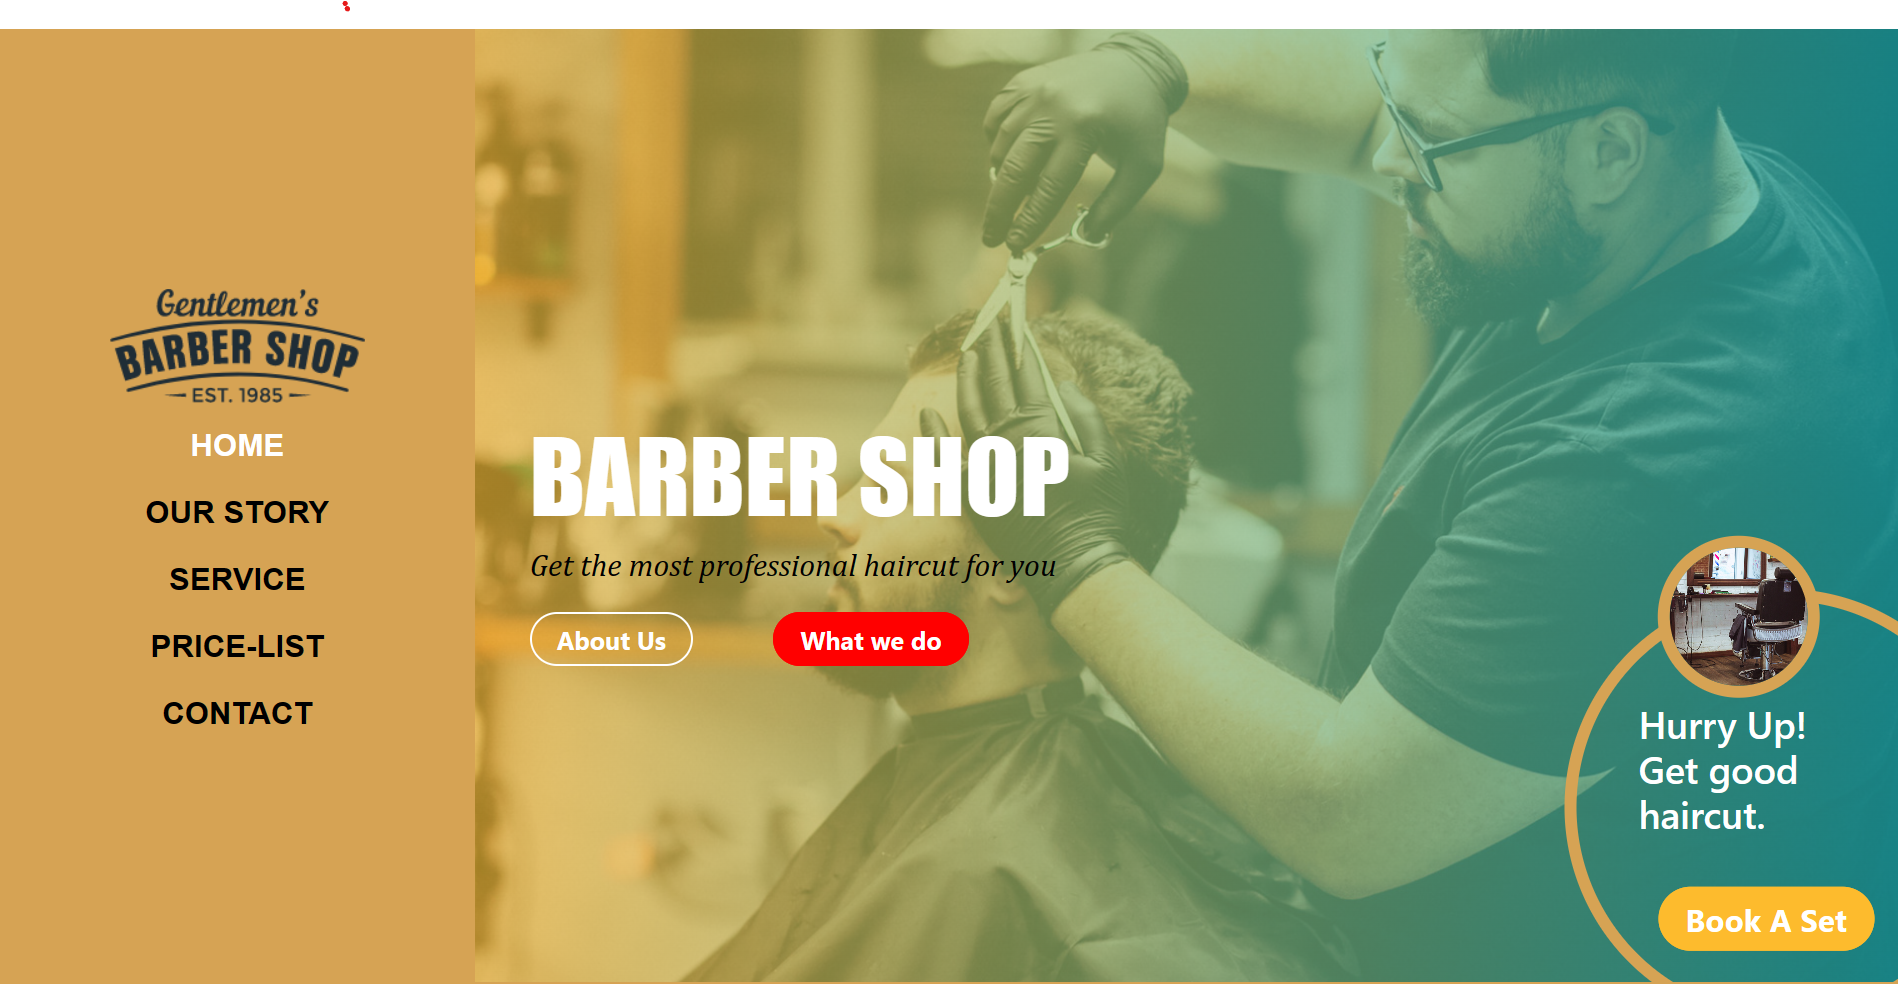 Gentlemen's
BARBER SHOP
EST. 1985
HOME
OUR STORY
SERVICE
PRICE-LIST
CONTACT
BARBER SHOP
Get the most professional haircut for you
About Us
What we do
Hurry Up!
Get good
haircut.
Book A Set